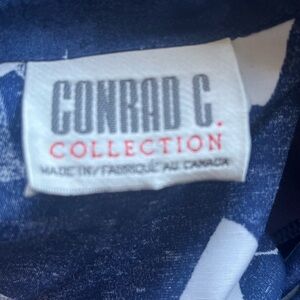 CONRAD C.
COLLECTION
MADE IN/FABRIQUÉ AU CANADA